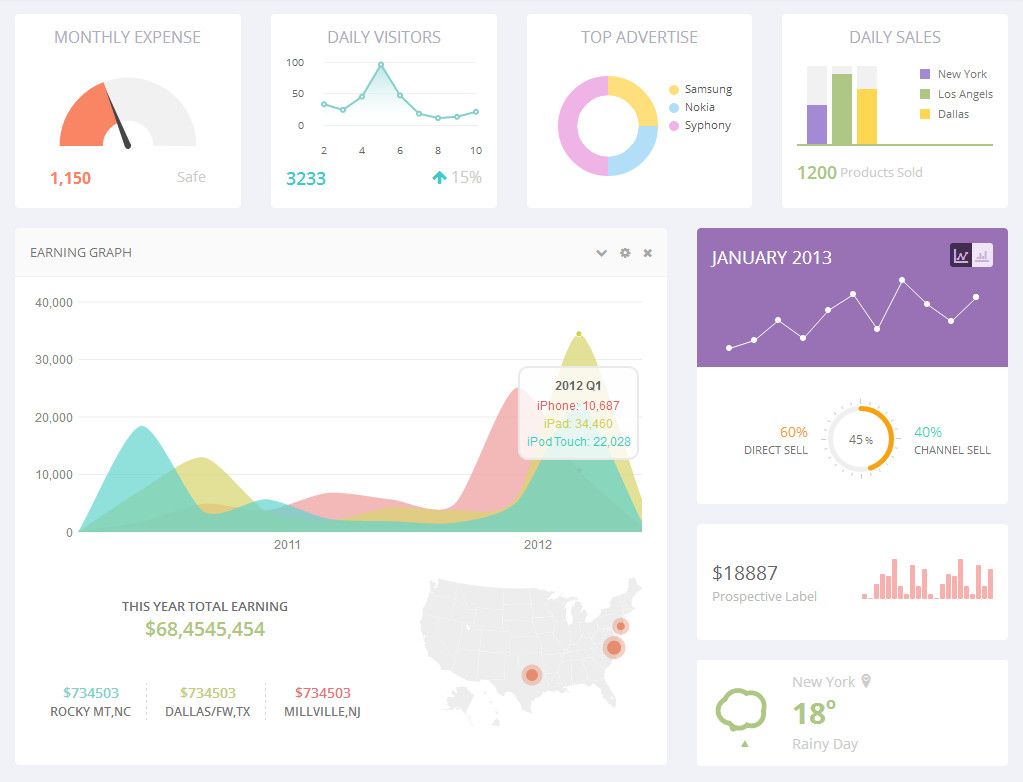 MONTHLY EXPENSE
1,150
Safe
DAILY VISITORS
100
50
0
2 4 6 8 10
3233
15%
TOP ADVERTISE
Samsung
Nokia
Syphony
DAILY SALES
New York
Los Angels
Dallas
1200 Products Sold
EARNING GRAPH
40,000
30,000
20,000
10,000
0
2012 Q1
iPhone: 10,687
iPad: 34,460
iPod Touch: 22,028
2011 2012
THIS YEAR TOTAL EARNING
$68,4545,454
$734503
ROCKY MT,NC
$734503
DALLAS/FW,TX
$734503
MILLVILLE,NJ
JANUARY 2013
60%
DIRECT SELL
45 %
40%
CHANNEL SELL
$18887
Prospective Label
New York
18°
Rainy Day